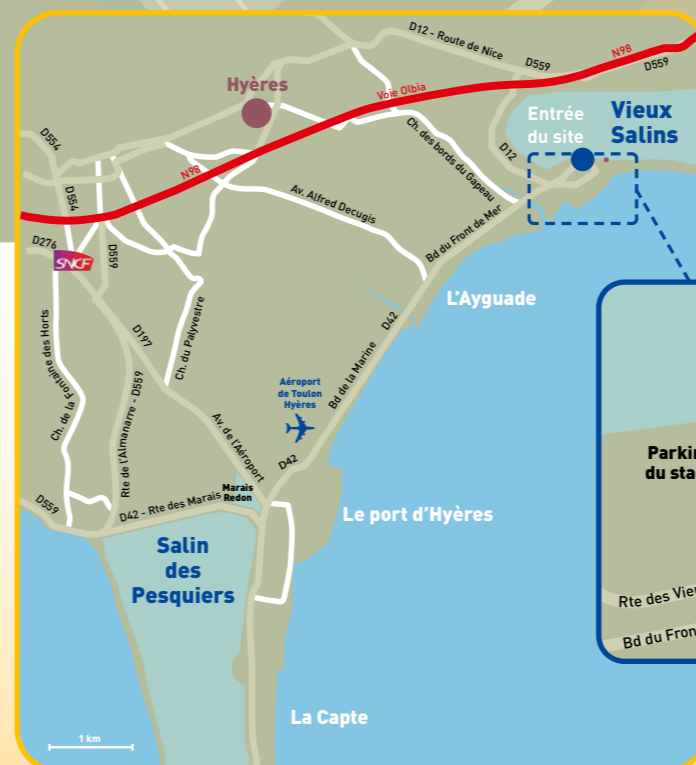 D12 - Route de Nice
D559
N98
D559
Hyères
Voie Olbia
Entrée
du site
Vieux
Salins
D554
Ch. des bords du Gapeau
D12
D554
N98
Av. Alfred Decugis
Bd du Front de Mer
D276
SNCF
D559
L'Ayguade
Ch. de la Fontaine des Horts
D197
Ch. du Palyvestre
D42
Bd de la Marine
Rte de l'Almanarre - D559
Aéroport
de Toulon
Hyères
Av. de l'Aéroport
D42
Parkin
du sta
D559
D42 - Rte des Marais
Marais
Redon
Le port d'Hyères
Salin
des
Pesquiers
Rte des Vie
Bd du Fron
La Capte
1 km